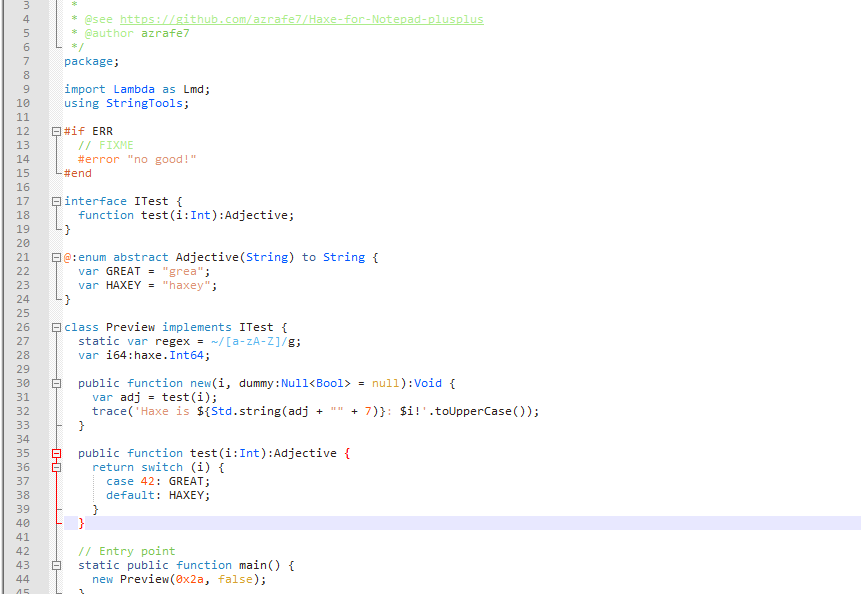 3 *
4 * @see https://github.com/azrafe7/Haxe-for-Notepad-plusplus
5 * @author azrafe7
6 */
7 package;
8
9 import Lambda as Lmd;
10 using StringTools;
11
12 #if ERR
13 // FIXME
14 #error "no good!"
15 #end
16
17 interface ITest {
18 function test(i:Int):Adjective;
19 }
20
21 @:enum abstract Adjective(String) to String {
22 var GREAT = "grea";
23 var HAXEY = "haxey";
24 }
25
26 class Preview implements ITest {
27 static var regex = ~/[a-zA-Z]/g;
28 var i64:haxe.Int64;
29
30 public function new(i, dummy:Null<Bool> = null):Void {
31 var adj = test(i);
32 trace('Haxe is ${Std.string(adj + "" + 7)}: $i!'.toUpperCase());
33 }
34
35 public function test(i:Int):Adjective {
36 return switch (i) {
37 case 42: GREAT;
38 default: HAXEY;
39 }
40 }
41
42 // Entry point
43 static public function main() {
44 new Preview(0x2a, false);
45 }